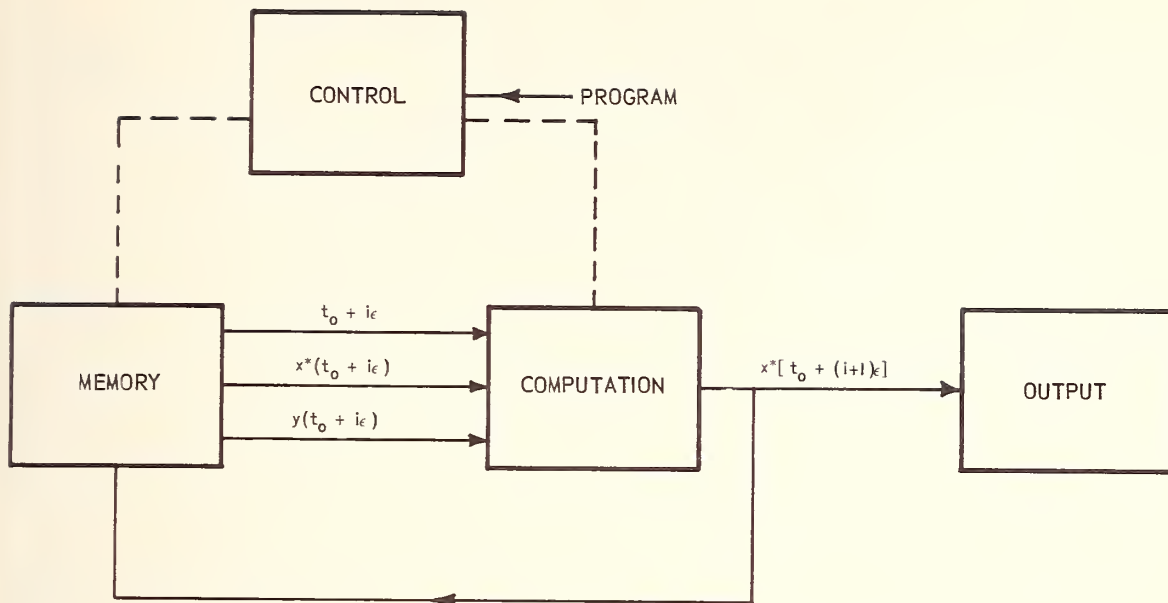 CONTROL
PROGRAM
MEMORY
t₀ + iϵ
x*(t₀ + iϵ)
y(t₀ + iϵ)
COMPUTATION
x*[t₀ + (i+1)ϵ]
OUTPUT